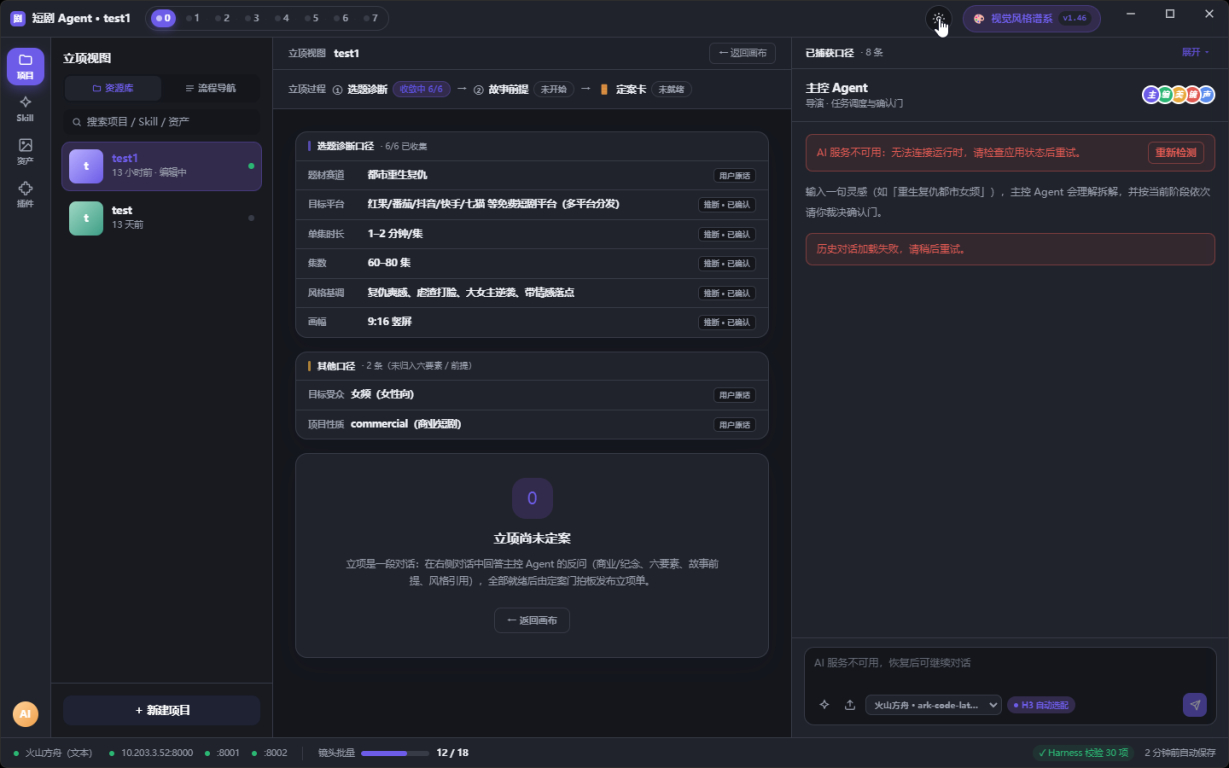 剧 短剧 Agent • test1
0 1 2 3 4 5 6 7
视觉风格谱系 v1.46
项目
Skill
资产
插件
AI
立项视图
资源库 流程导航
搜索项目 / Skill / 资产
t test1
13 小时前 · 编辑中
t test
13 天前
+ 新建项目
立项视图 test1
← 返回画布
立项过程 ① 选题诊断 收敛中 6/6 → ② 故事前提 未开始 → 定案卡 未就绪
选题诊断口径 · 6/6 已收集
题材赛道 都市重生复仇 用户原话
目标平台 红果/番茄/抖音/快手/七猫 等免费短剧平台（多平台分发） 推断 • 已确认
单集时长 1–2 分钟/集 推断 • 已确认
集数 60–80 集 推断 • 已确认
风格基调 复仇爽感、虐渣打脸、大女主逆袭、带情感落点 推断 • 已确认
画幅 9:16 竖屏 推断 • 已确认
其他口径 · 2 条（未归入六要素 / 前提）
目标受众 女频（女性向） 用户原话
项目性质 commercial（商业短剧） 用户原话
0
立项尚未定案
立项是一段对话：在右侧对话中回答主控 Agent 的反问（商业/纪念、六要素、故事前
提、风格引用），全部就绪后由定案门拍板发布立项单。
← 返回画布
已捕获口径 · 8 条 展开
主控 Agent
导演 · 任务调度与确认门
主 声
AI 服务不可用：无法连接运行时，请检查应用状态后重试。 重新检测
输入一句灵感（如「重生复仇都市女频」），主控 Agent 会理解拆解，并按当前阶段依次
请你裁决确认门。
历史对话加载失败，请稍后重试。
AI 服务不可用，恢复后可继续对话
火山方舟 • ark-code-lat... H3 自动适配
火山方舟（文本） 10.203.3.52:8000 :8001 :8002 镜头批量 12 / 18
✓ Harness 校验 30 项 2 分钟前自动保存